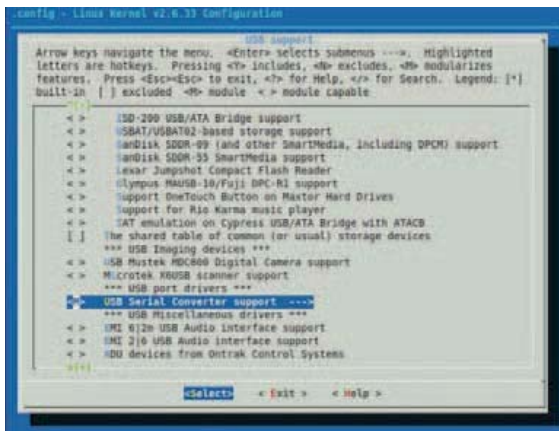 .config - Linux Kernel v2.6.33 Configuration
USB support
Arrow keys navigate the menu. <Enter> selects submenus --->. Highlighted
letters are hotkeys. Pressing <Y> includes, <N> excludes, <M> modularizes
features. Press <Esc><Esc> to exit, <?> for Help, </> for Search. Legend: [*]
built-in [ ] excluded <M> module < > module capable
^(-)
< > ISD-200 USB/ATA Bridge support
< > USBAT/USBAT02-based storage support
< > SanDisk SDDR-09 (and other SmartMedia, including DPCM) support
< > SanDisk SDDR-55 SmartMedia support
< > Lexar Jumpshot Compact Flash Reader
< > Olympus MAUSB-10/Fuji DPC-R1 support
< > Support OneTouch Button on Maxtor Hard Drives
< > Support for Rio Karma music player
< > SAT emulation on Cypress USB/ATA Bridge with ATACB
[ ] The shared table of common (or usual) storage devices
*** USB Imaging devices ***
< > USB Mustek MDC800 Digital Camera support
< > Microtek X6USB scanner support
*** USB port drivers ***
USB Serial Converter support --->
*** USB Miscellaneous drivers ***
< > EMI 6|2m USB Audio interface support
< > EMI 2|6 USB Audio interface support
< > ADU devices from Ontrak Control Systems
v(+)
<Select> < Exit > < Help >